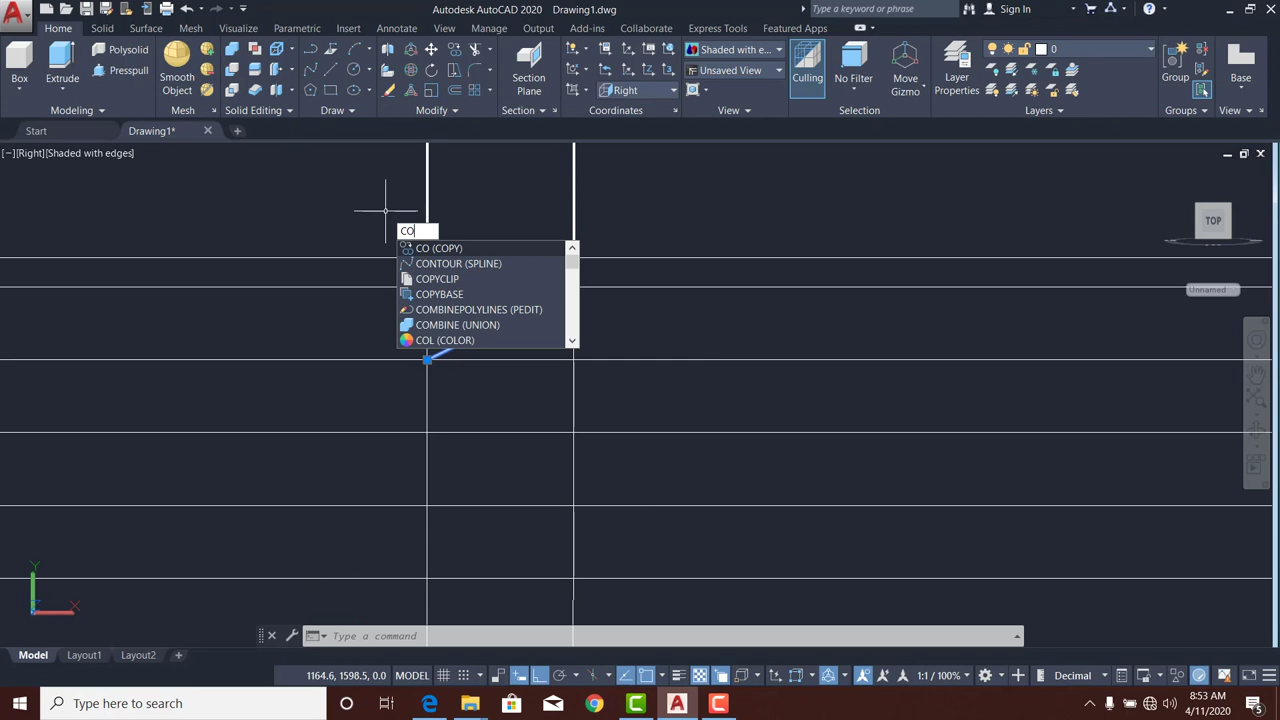 Autodesk AutoCAD 2020 Drawing1.dwg
Type a keyword or phrase
Sign In
Home Solid Surface Mesh Visualize Parametric Insert Annotate View Manage Output Add-ins Collaborate Express Tools Featured Apps
Box
Extrude
Polysolid
Presspull
Smooth Object
Section Plane
Right
Shaded with e...
Unsaved View
Culling
No Filter
Move Gizmo
Layer Properties
0
Group
Base
Modeling
Mesh
Solid Editing
Draw
Modify
Section
Coordinates
View
Selection
Layers
Groups
View
Start
Drawing1*
[−][Right][Shaded with edges]
TOP
Unnamed
CO
CO (COPY)
CONTOUR (SPLINE)
COPYCLIP
COPYBASE
COMBINEPOLYLINES (PEDIT)
COMBINE (UNION)
COL (COLOR)
Y
X
Type a command
Model Layout1 Layout2
1164.6, 1598.5, 0.0 MODEL
1:1 / 100%
Decimal
Type here to search
8:53 AM
4/11/2020